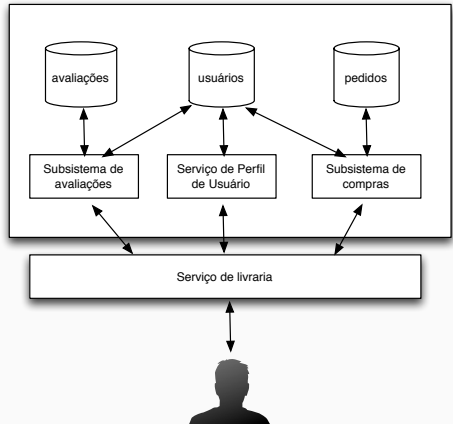 avaliações
usuários
pedidos
Subsistema de
avaliações
Serviço de Perfil
de Usuário
Subsistema de
compras
Serviço de livraria